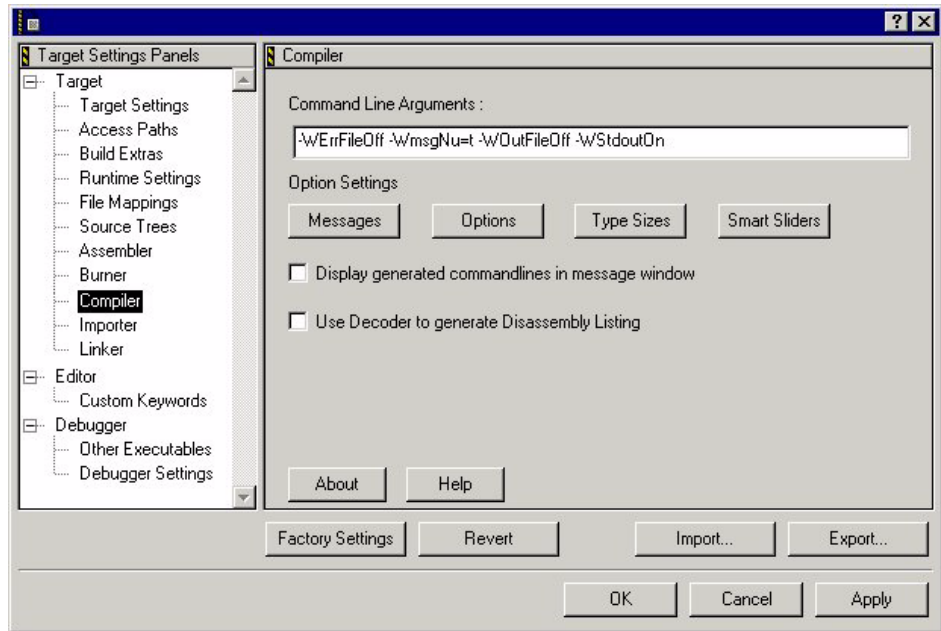 Target Settings Panels
Target
Target Settings
Access Paths
Build Extras
Runtime Settings
File Mappings
Source Trees
Assembler
Burner
Compiler
Importer
Linker
Editor
Custom Keywords
Debugger
Other Executables
Debugger Settings
Compiler
Command Line Arguments :
-WErrFileOff -WmsgNu=t -WOutFileOff -WStdoutOn
Option Settings
Messages
Options
Type Sizes
Smart Sliders
Display generated commandlines in message window
Use Decoder to generate Disassembly Listing
About
Help
Factory Settings
Revert
Import...
Export...
OK
Cancel
Apply